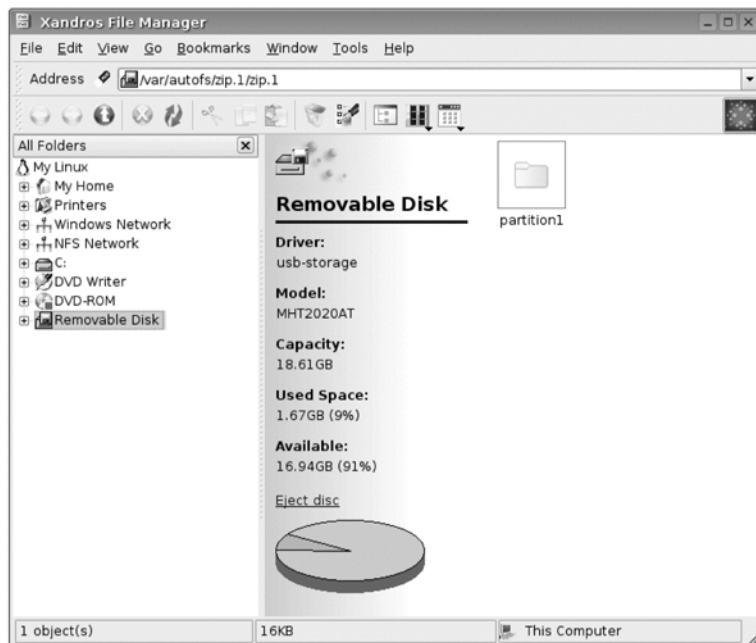 Xandros File Manager
File Edit View Go Bookmarks Window Tools Help
Address /var/autofs/zip.1/zip.1
All Folders
My Linux
My Home
Printers
Windows Network
NFS Network
C:
DVD Writer
DVD-ROM
Removable Disk
Removable Disk
Driver:
usb-storage
Model:
MHT2020AT
Capacity:
18.61GB
Used Space:
1.67GB (9%)
Available:
16.94GB (91%)
Eject disc
partition1
1 object(s)
16KB
This Computer